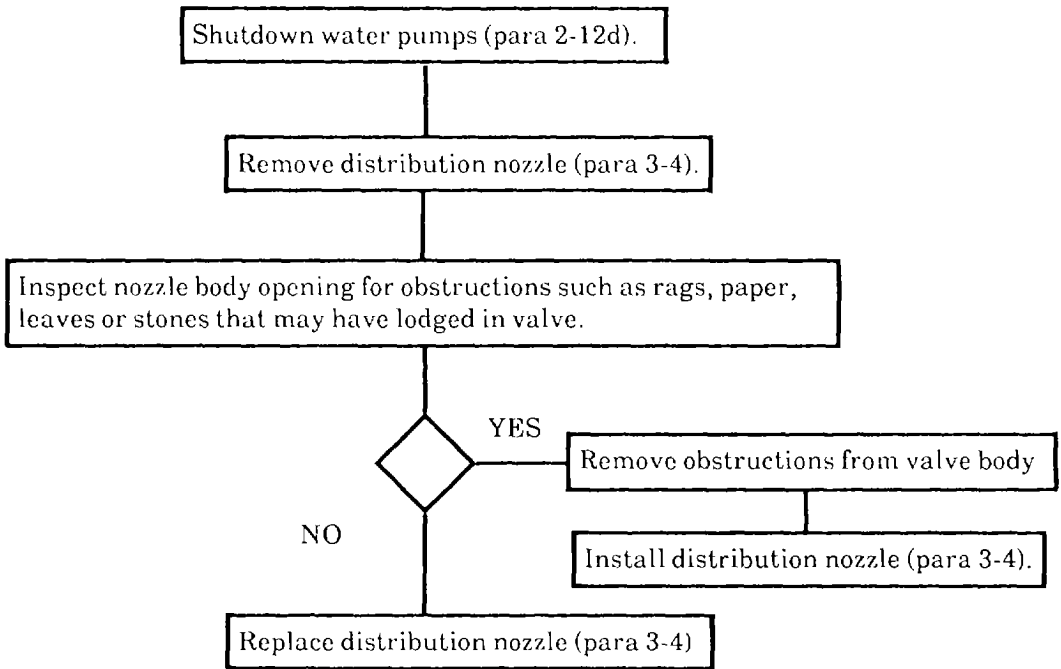 Shutdown water pumps (para 2-12d).
Remove distribution nozzle (para 3-4).
Inspect nozzle body opening for obstructions such as rags, paper,
leaves or stones that may have lodged in valve.
YES
Remove obstructions from valve body
Install distribution nozzle (para 3-4).
NO
Replace distribution nozzle (para 3-4)